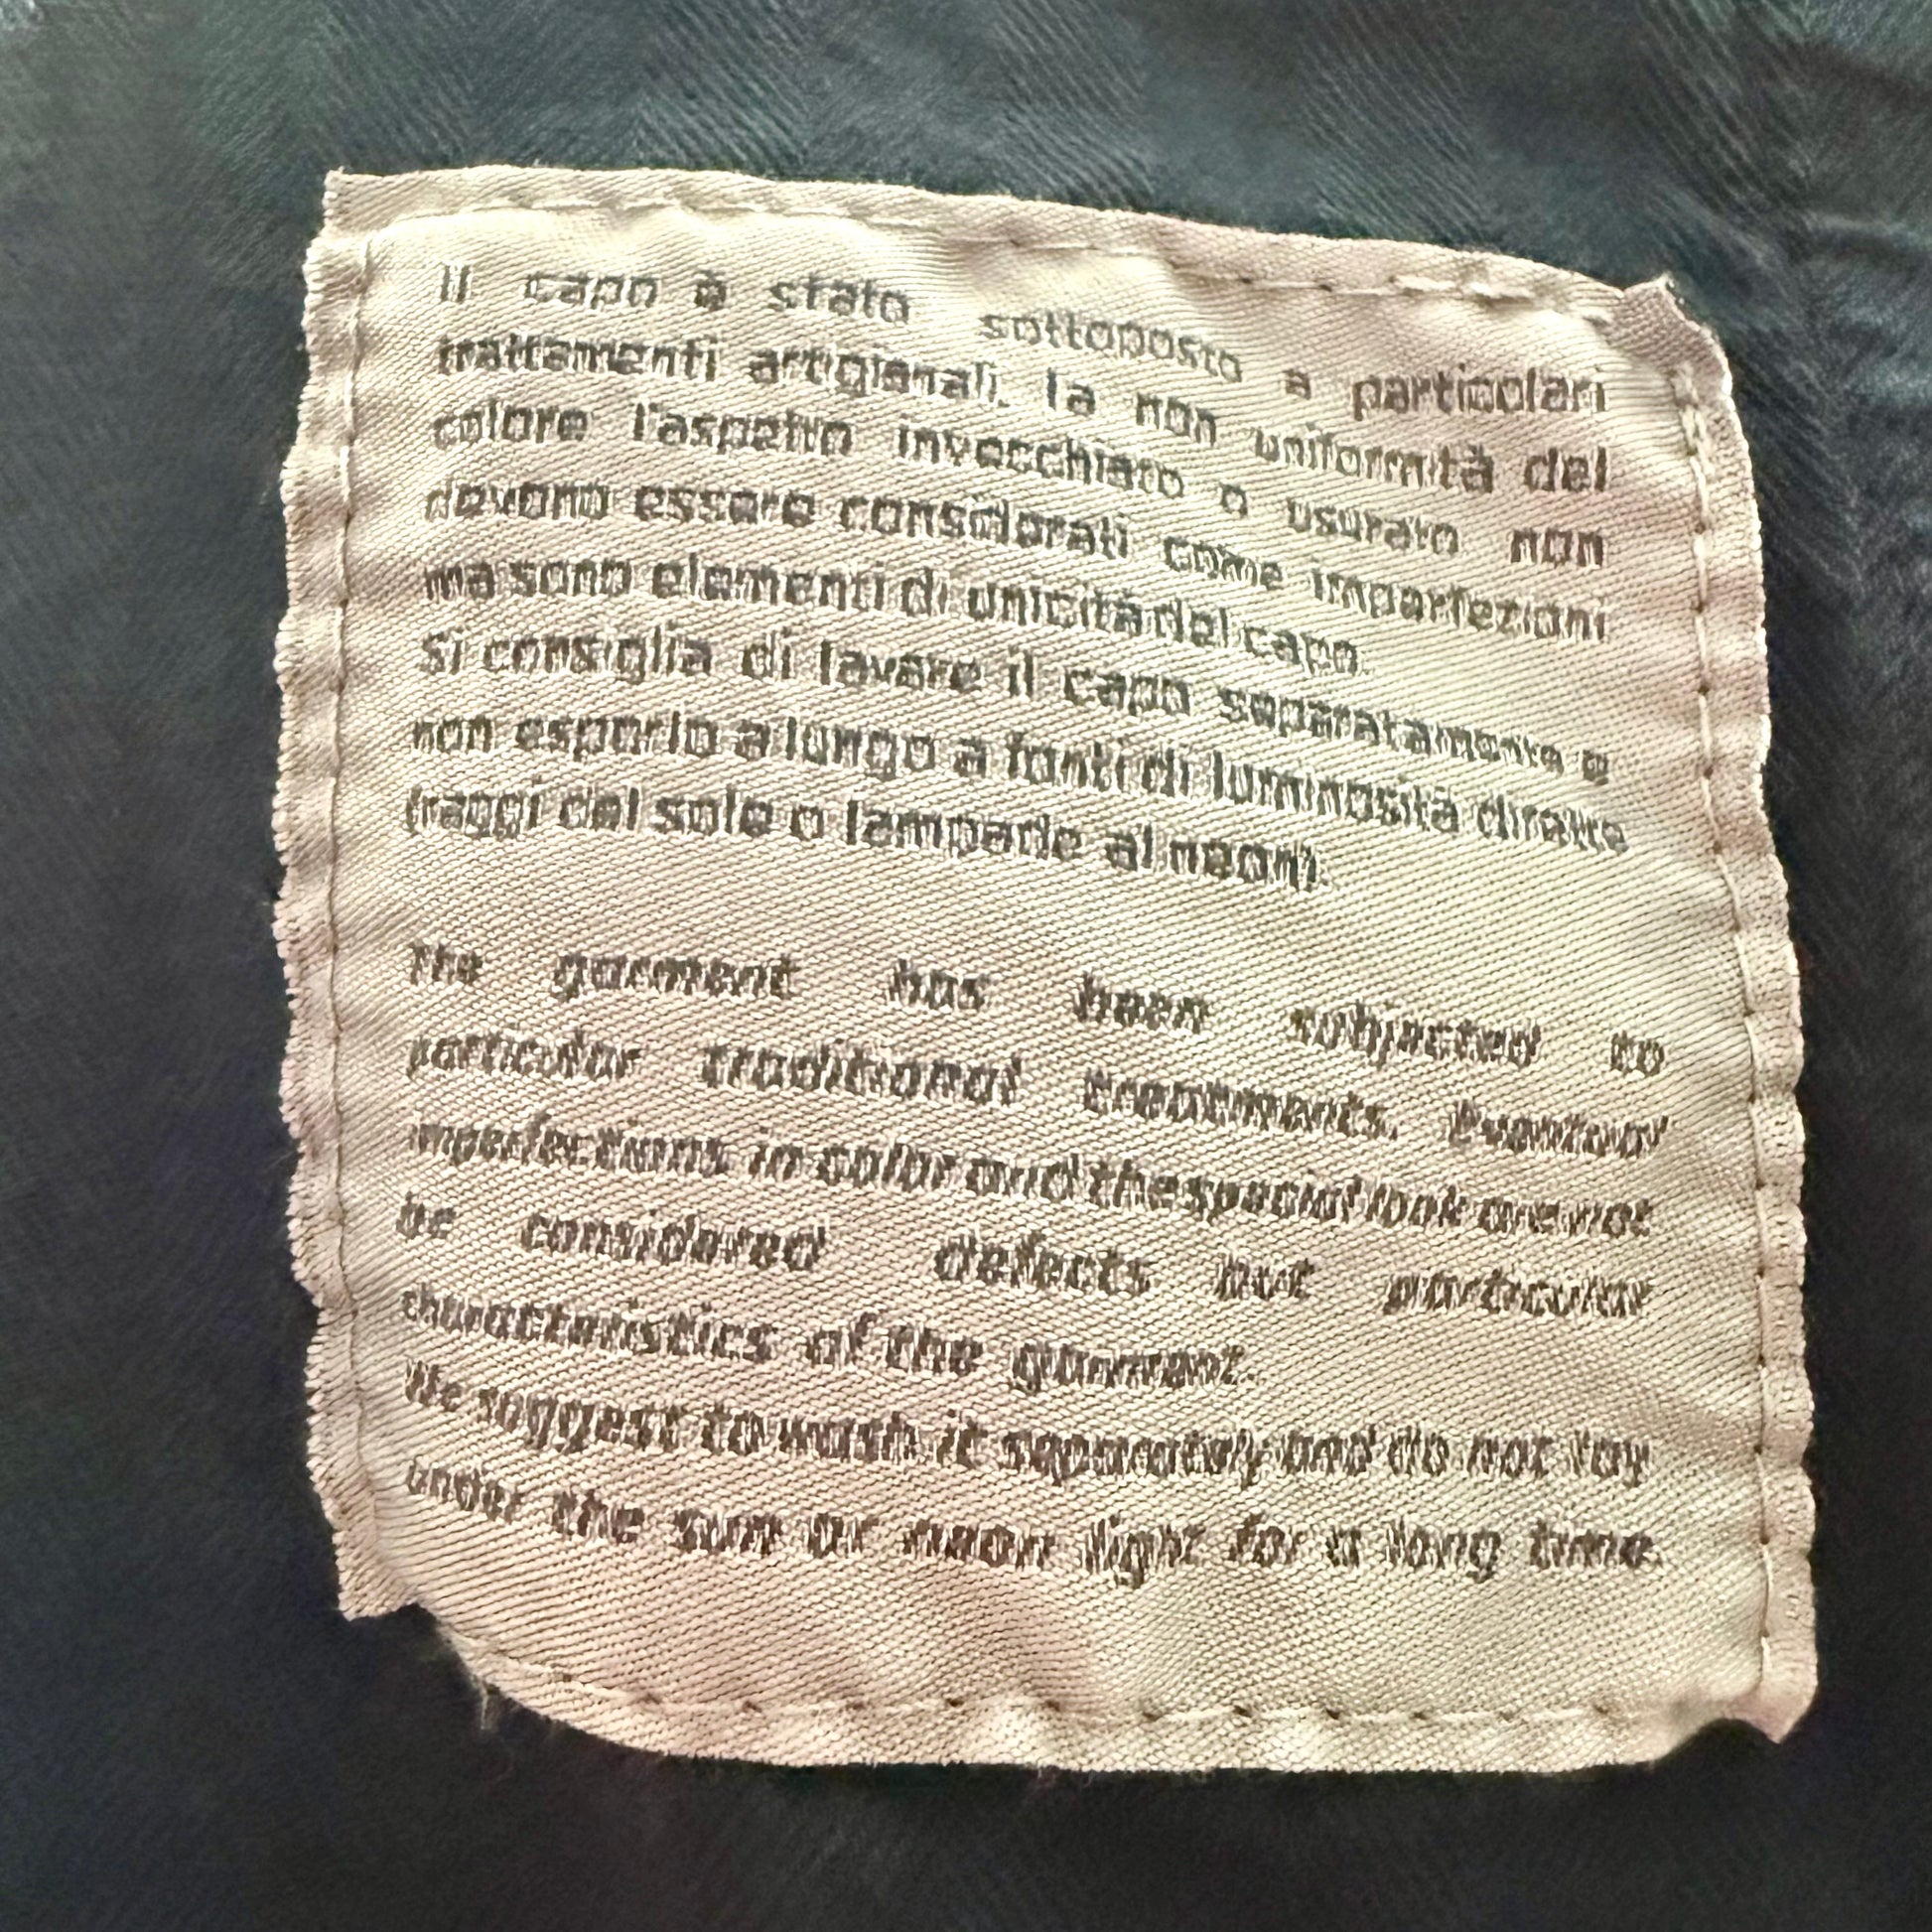 Il capo è stato sottoposto a particolari
trattamenti artigianali. la non uniformità del
colore l'aspetto invecchiato o usurato non
devono essere considerati come imperfezioni
ma sono elementi di unicità del capo.
Si consiglia di lavare il capo separatamente e
non esporlo a lungo a fonti di luminosità dirette
(raggi del sole o lampade al neon).
The garment has been subjected to
particular traditional treatments. Eventual
imperfections in color and the special look are not
be considered defects but particular
characteristics of the garment.
We suggest to wash it separately and do not lay
under the sun or neon light for a long time.